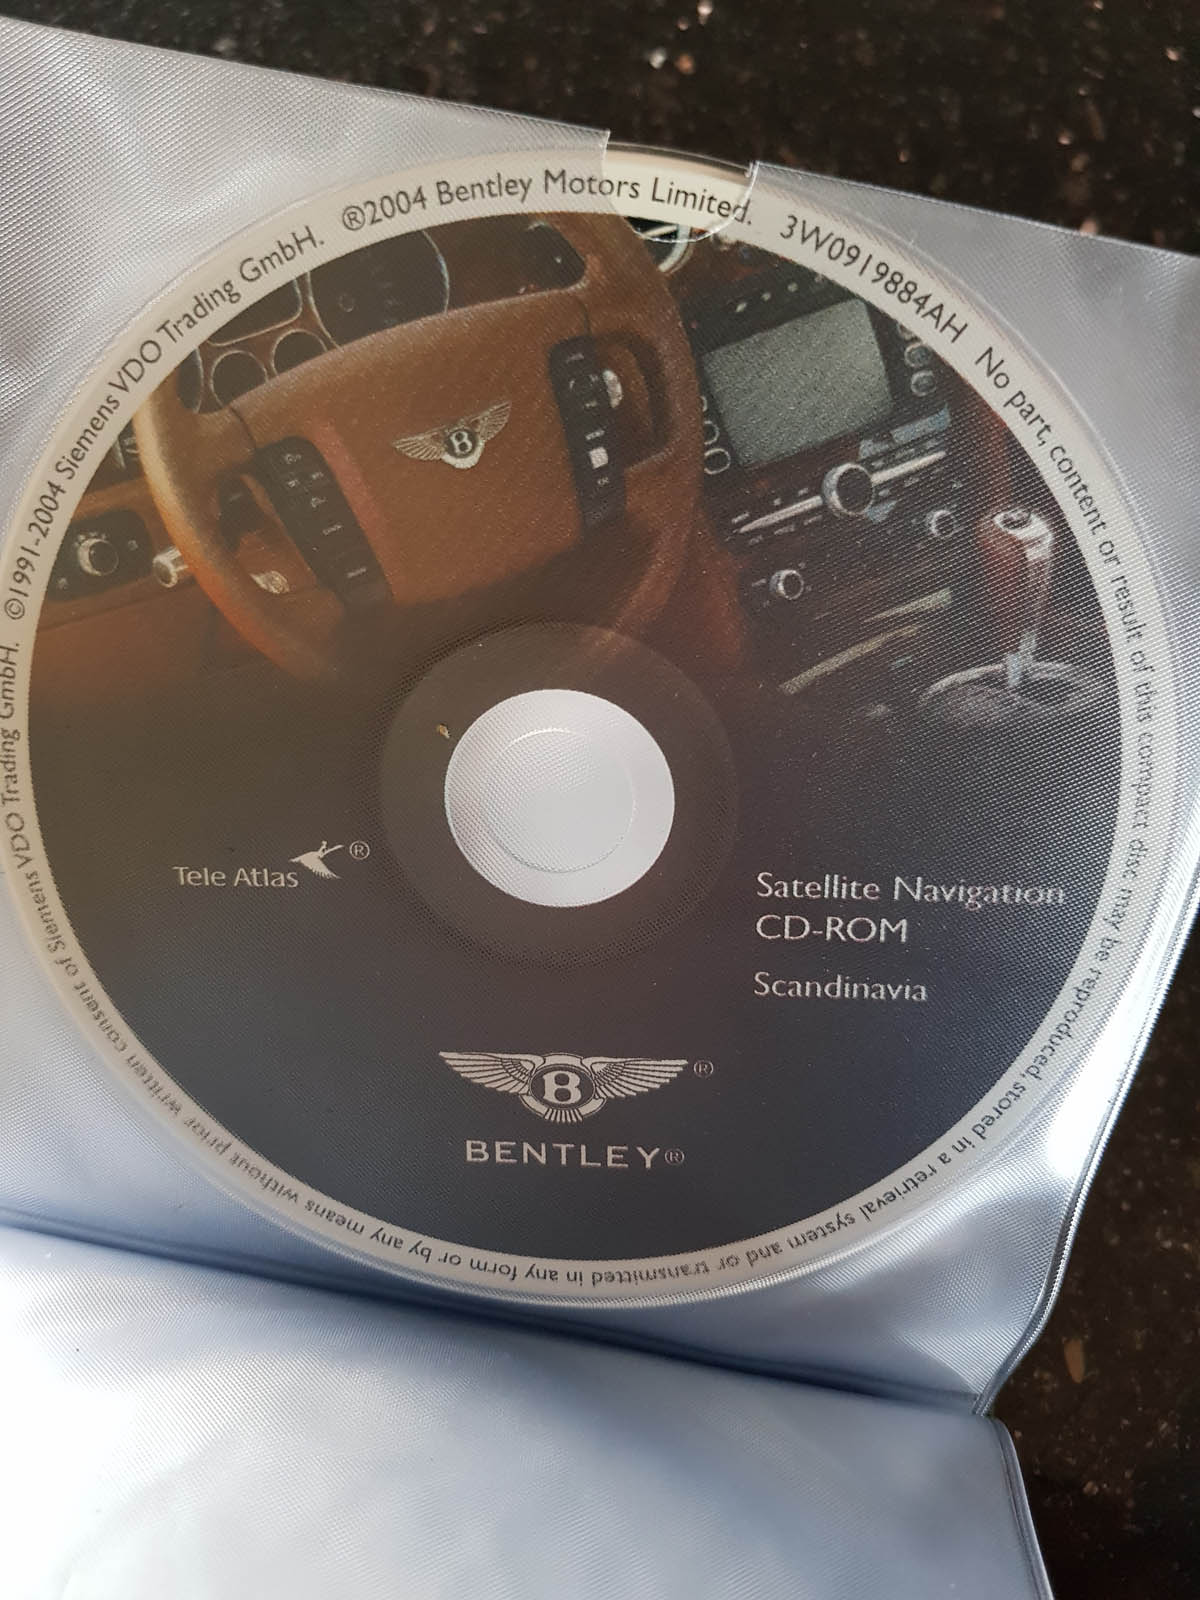 ©1991-2004 Siemens VDO Trading GmbH. ®2004 Bentley Motors Limited. 3W0919884AH No part, content or result of this compact disc may be reproduced, stored in a retrieval system and or transmitted in any form or by any means without prior written consent of Siemens VDO Trading GmbH.
Tele Atlas ®
Satellite Navigation
CD-ROM
Scandinavia
B ®
BENTLEY®
B